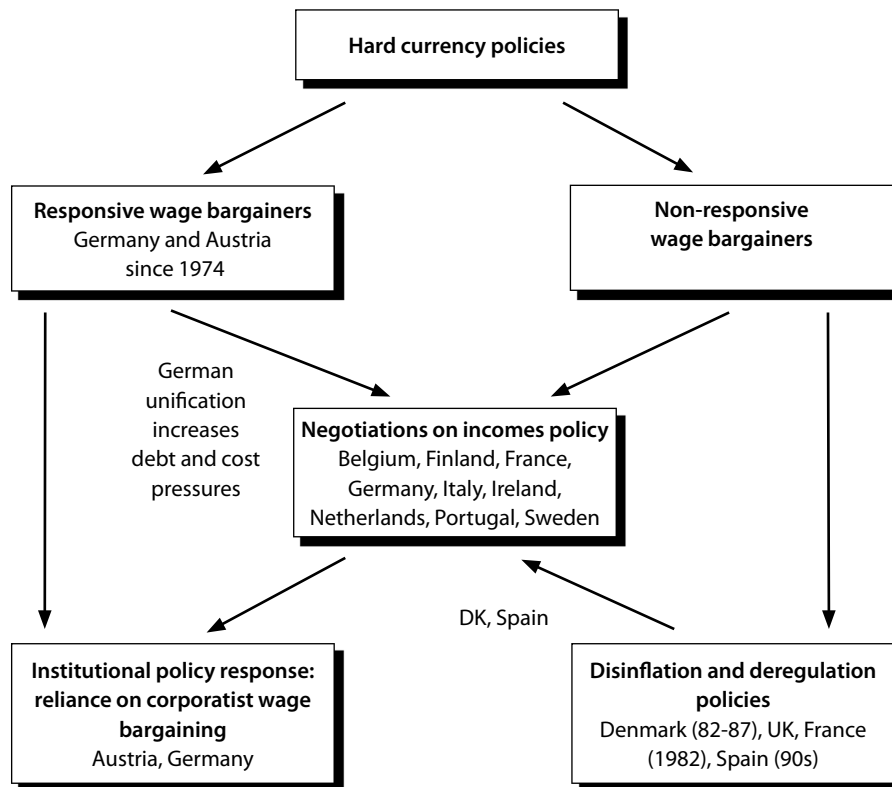 Hard currency policies
Responsive wage bargainers
Germany and Austria
since 1974
Non-responsive
wage bargainers
German
unification
increases
debt and cost
pressures
Negotiations on incomes policy
Belgium, Finland, France,
Germany, Italy, Ireland,
Netherlands, Portugal, Sweden
DK, Spain
Institutional policy response:
reliance on corporatist wage
bargaining
Austria, Germany
Disinflation and deregulation
policies
Denmark (82-87), UK, France
(1982), Spain (90s)